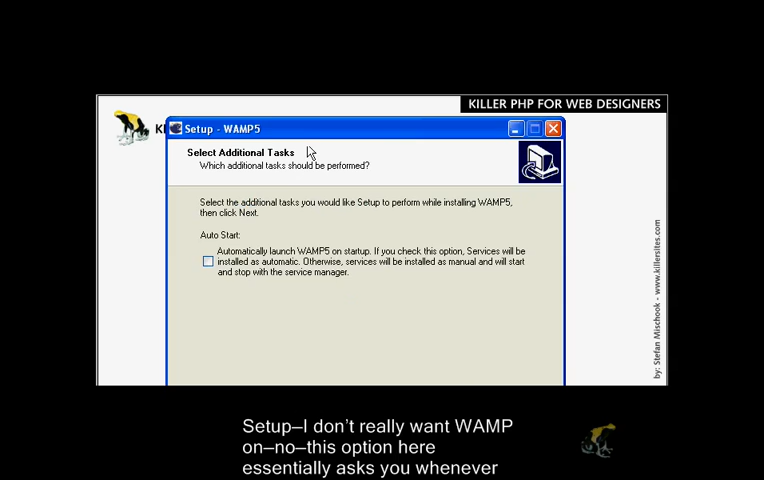 KILLER PHP FOR WEB DESIGNERS
KI
Setup - WAMP5
Select Additional Tasks
Which additional tasks should be performed?
Select the additional tasks you would like Setup to perform while installing WAMP5,
then click Next.
Auto Start:
Automatically launch WAMP5 on startup. If you check this option, Services will be
installed as automatic. Otherwise, services will be installed as manual and will start
and stop with the service manager.
by: Stefan Mischook - www.killersites.com
Setup–I don't really want WAMP
on–no–this option here
essentially asks you whenever